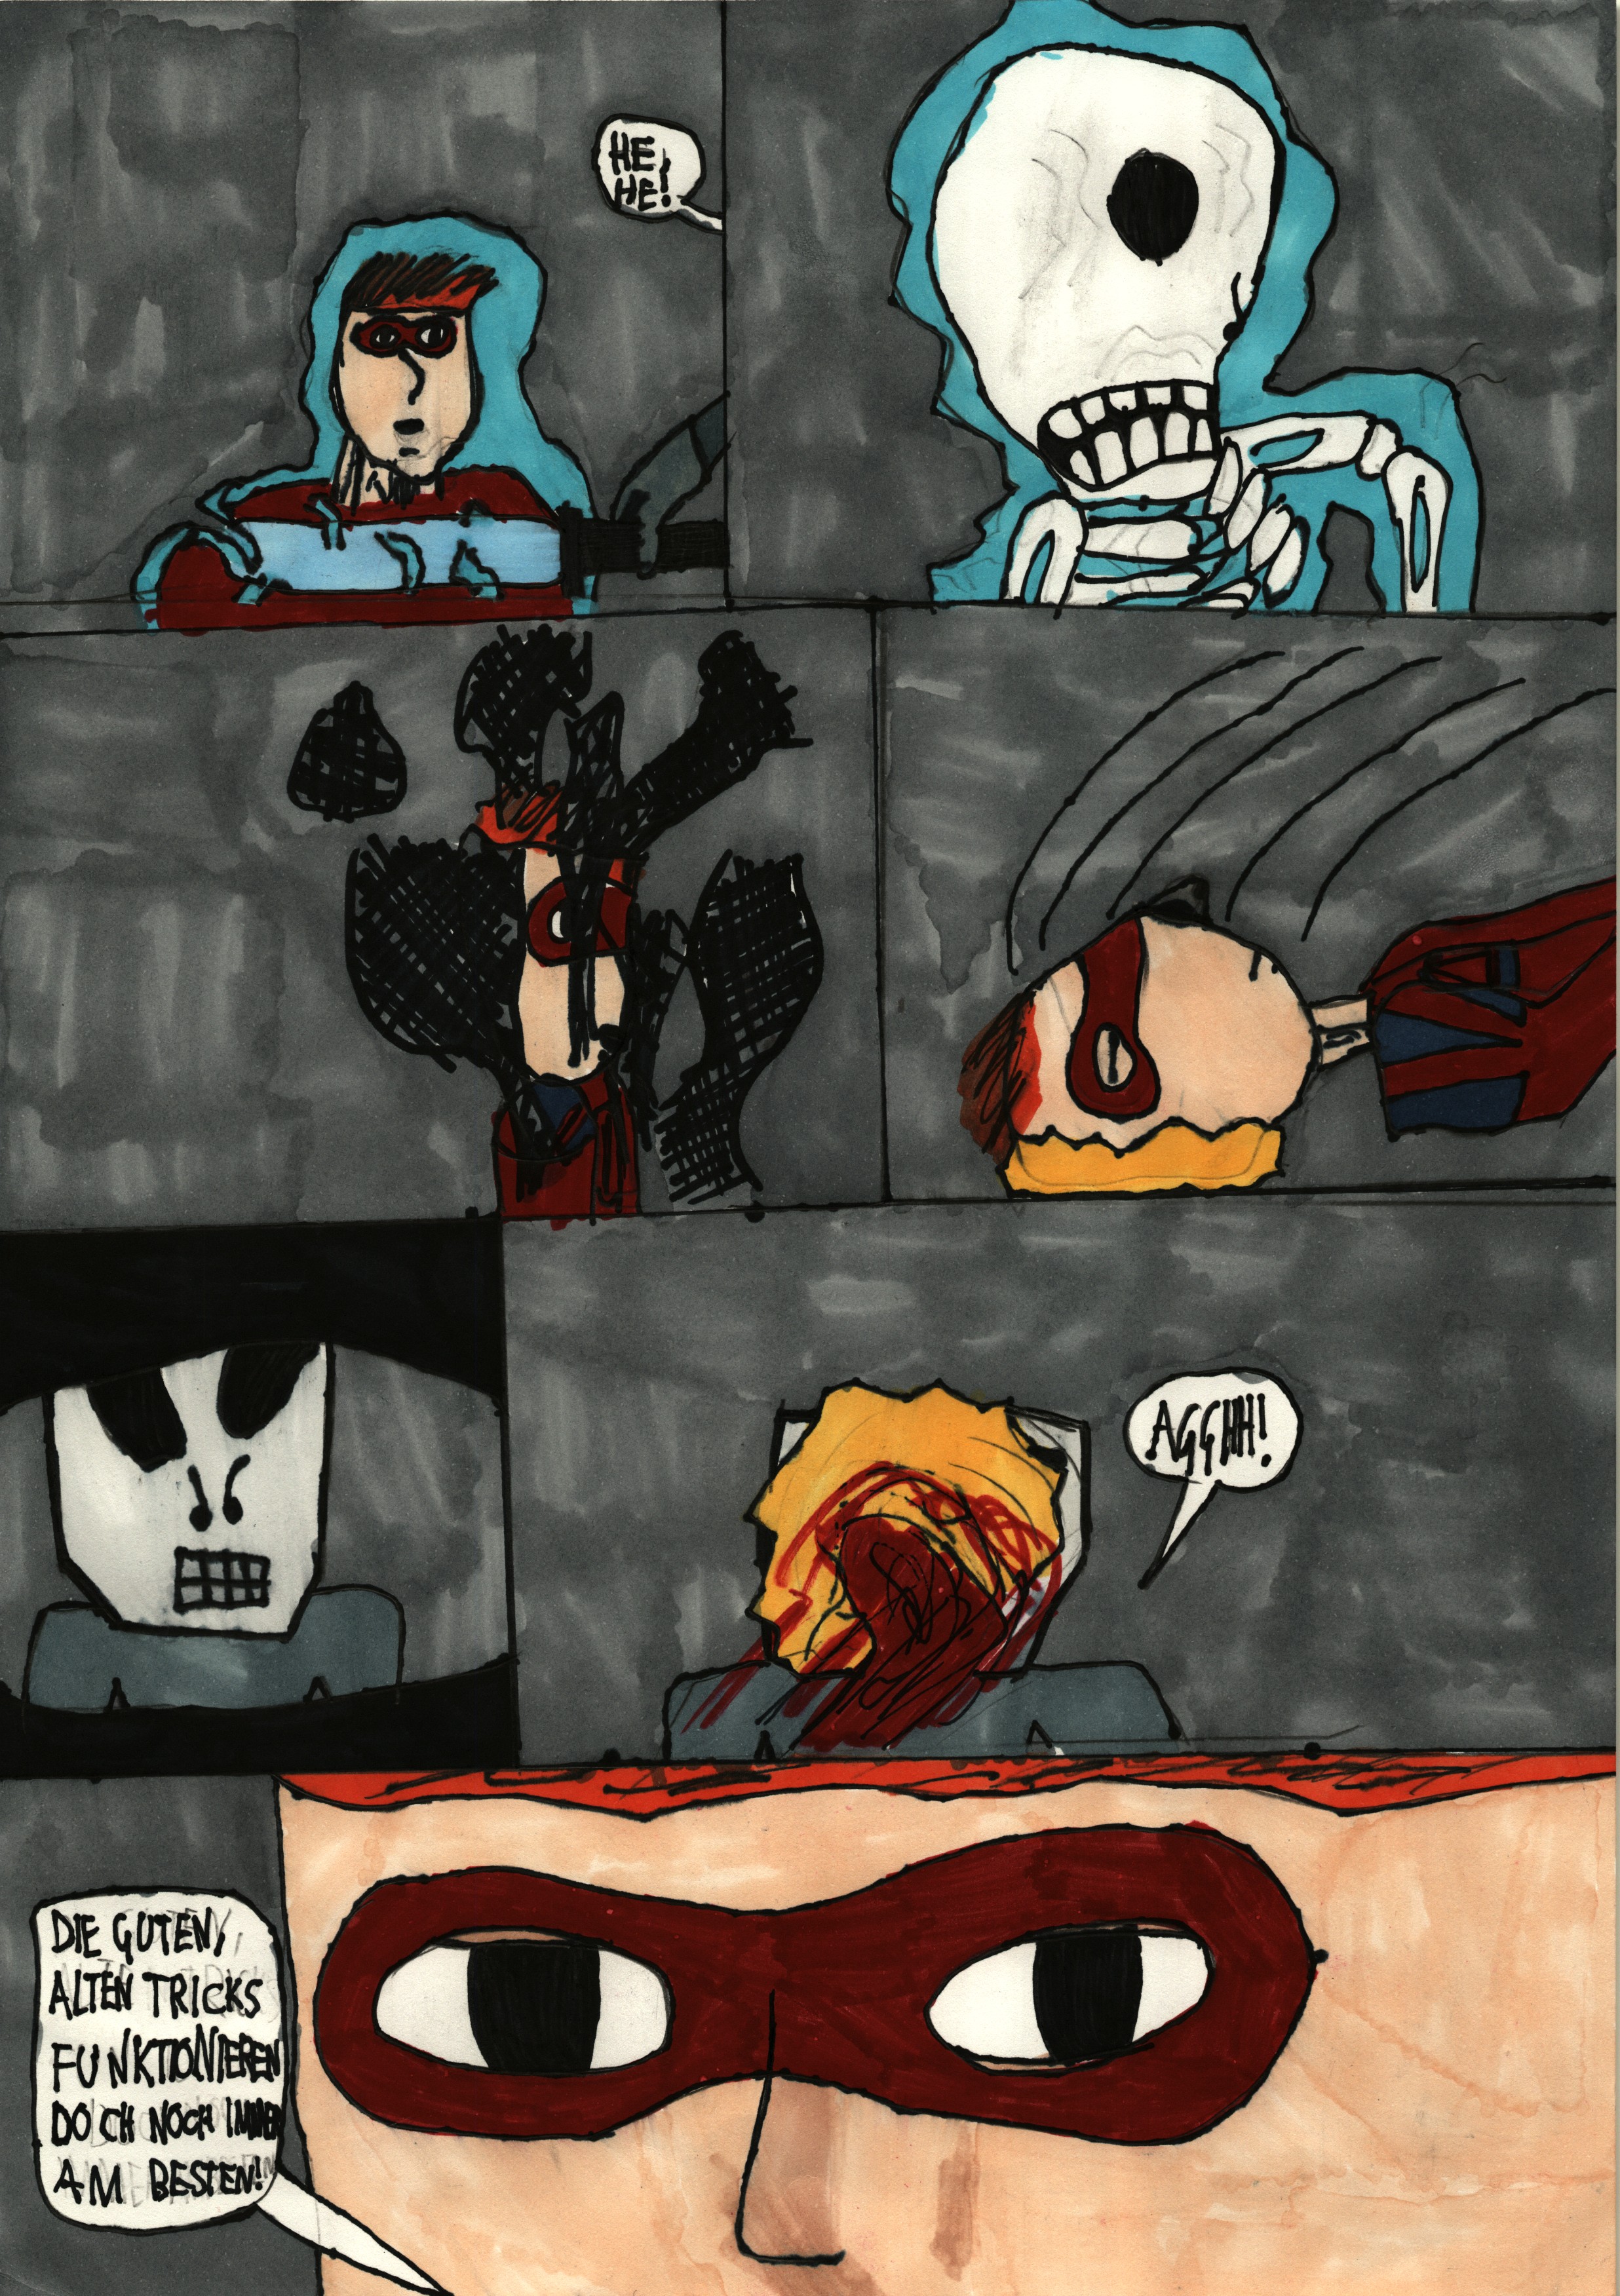 HE,
HE!
AGGHH!
DIE GUTEN,
ALTEN TRICKS
FUNKTIONIEREN
DOCH NOCH IMMER
AM BESTEN!